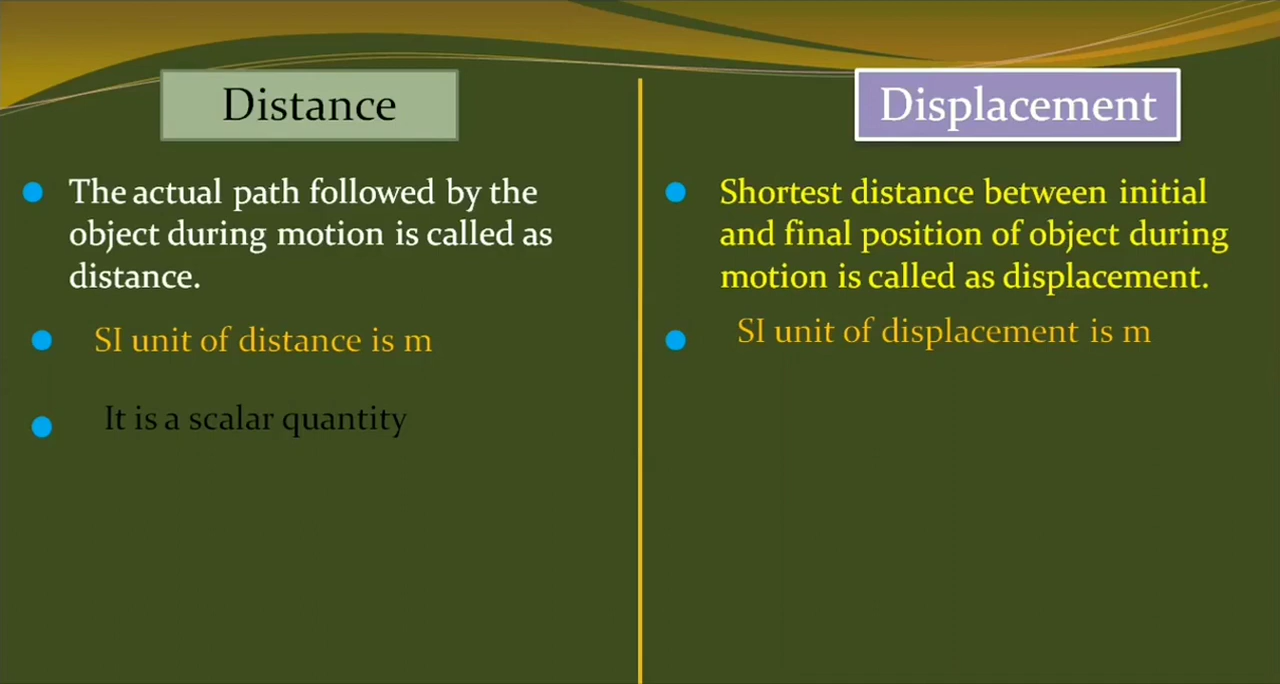 Distance
The actual path followed by the
object during motion is called as
distance.
SI unit of distance is m
It is a scalar quantity
Displacement
Shortest distance between initial
and final position of object during
motion is called as displacement.
SI unit of displacement is m